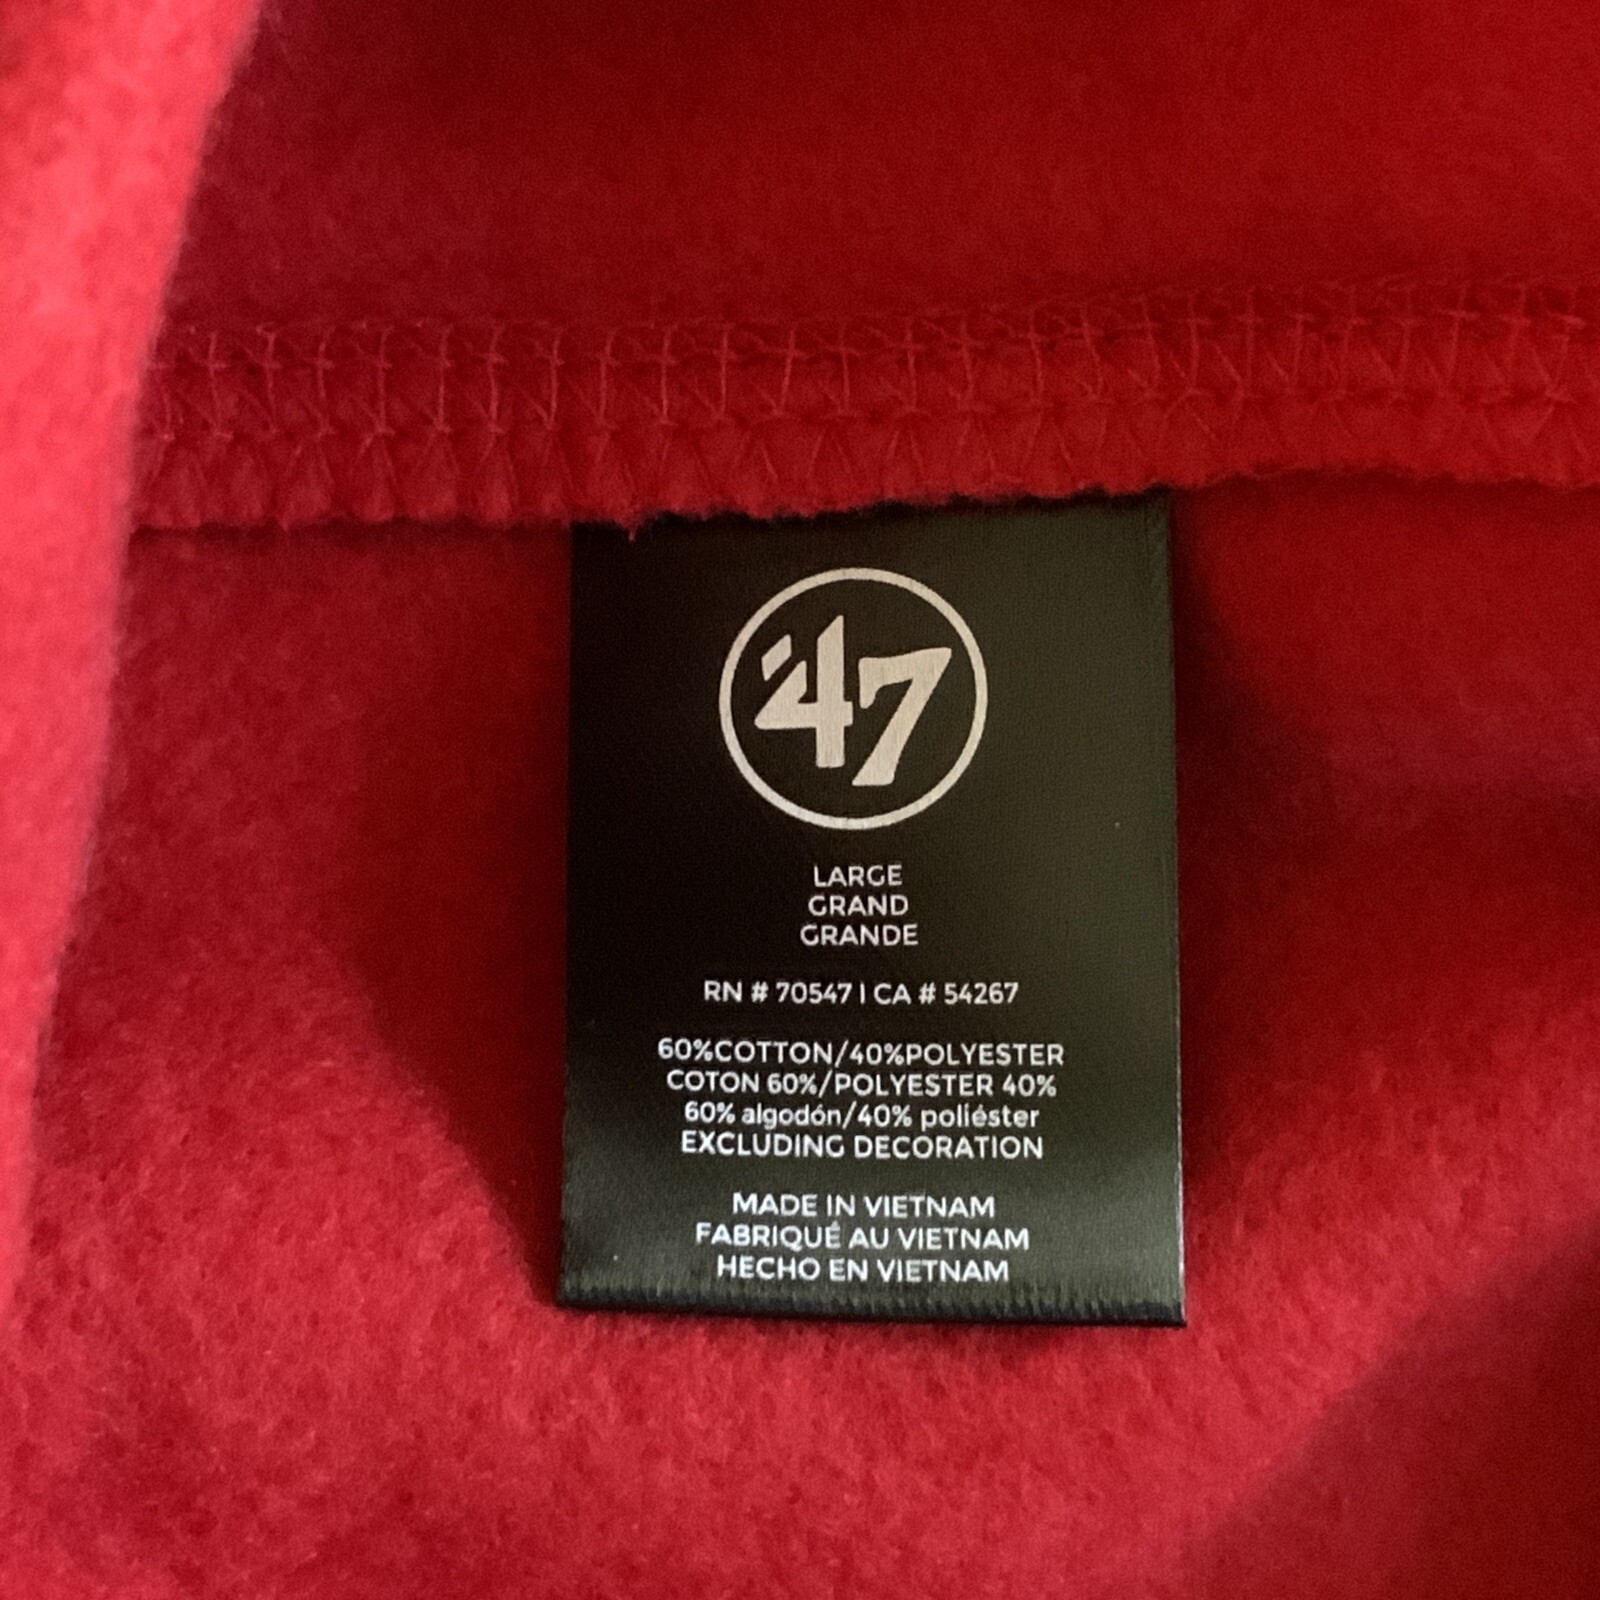 '47
LARGE
GRAND
GRANDE
RN # 70547 | CA # 54267
60%COTTON/40%POLYESTER
COTON 60%/POLYESTER 40%
60% algodón/40% poliéster
EXCLUDING DECORATION
MADE IN VIETNAM
FABRIQUÉ AU VIETNAM
HECHO EN VIETNAM